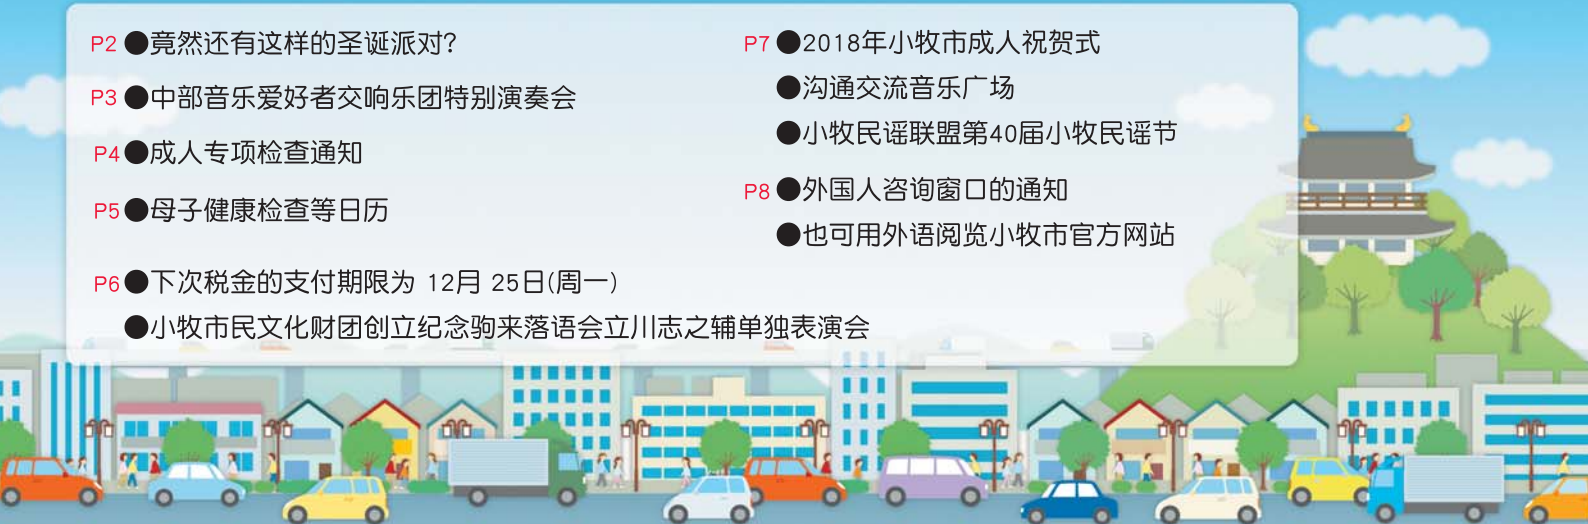 P2 ●竟然还有这样的圣诞派对?
P3 ●中部音乐爱好者交响乐团特别演奏会
P4 ●成人专项检查通知
P5 ●母子健康检查等日历
P6 ●下次税金的支付期限为 12月 25日(周一)
●小牧市民文化财团创立纪念驹来落语会立川志之辅单独表演会
P7 ●2018年小牧市成人祝贺式
●沟通交流音乐广场
●小牧民谣联盟第40届小牧民谣节
P8 ●外国人咨询窗口的通知
●也可用外语阅览小牧市官方网站